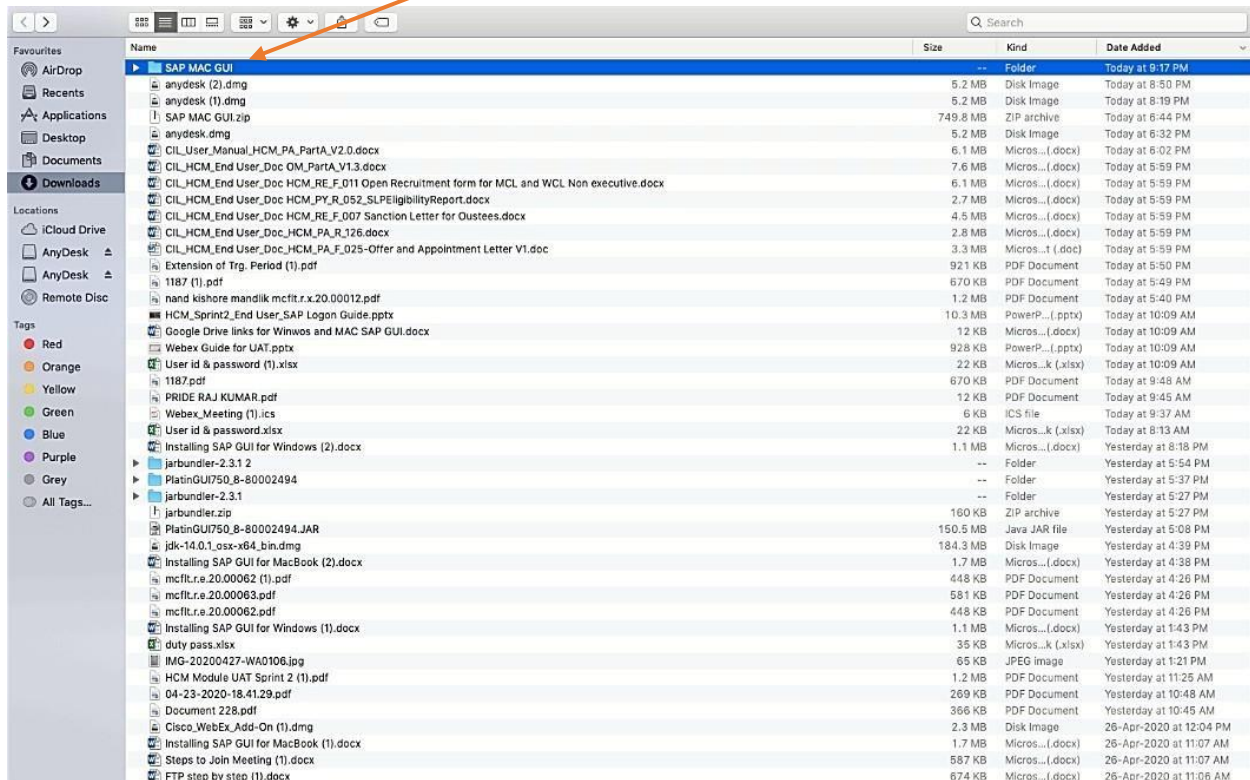 Search
Favourites
AirDrop
Recents
Applications
Desktop
Documents
Downloads
Locations
iCloud Drive
AnyDesk
AnyDesk
Remote Disc
Tags
Red
Orange
Yellow
Green
Blue
Purple
Grey
All Tags...
Name Size Kind Date Added
SAP MAC GUI -- Folder Today at 9:17 PM
anydesk (2).dmg 5.2 MB Disk Image Today at 8:50 PM
anydesk (1).dmg 5.2 MB Disk Image Today at 8:19 PM
SAP MAC GUI.zip 749.8 MB ZIP archive Today at 6:44 PM
anydesk.dmg 5.2 MB Disk Image Today at 6:32 PM
CIL_User_Manual_HCM_PA_PartA_V2.0.docx 6.1 MB Micros...(.docx) Today at 6:02 PM
CIL_HCM_End User_Doc OM_PartA_V1.3.docx 7.6 MB Micros...(.docx) Today at 5:59 PM
CIL_HCM_End User_Doc HCM_RE_F_011 Open Recruitment form for MCL and WCL Non executive.docx 6.1 MB Micros...(.docx) Today at 5:59 PM
CIL_HCM_End User_Doc HCM_PY_R_052_SLPEligibilityReport.docx 2.7 MB Micros...(.docx) Today at 5:59 PM
CIL_HCM_End User_Doc HCM_RE_F_007 Sanction Letter for Oustees.docx 4.5 MB Micros...(.docx) Today at 5:59 PM
CIL_HCM_End User_Doc_HCM_PA_R_126.docx 2.8 MB Micros...(.docx) Today at 5:59 PM
CIL_HCM_End User_Doc_HCM_PA_F_025-Offer and Appointment Letter V1.doc 3.3 MB Micros...t (.doc) Today at 5:59 PM
Extension of Trg. Period (1).pdf 921 KB PDF Document Today at 5:50 PM
1187 (1).pdf 670 KB PDF Document Today at 5:49 PM
nand kishore mandlik mcflt.r.x.20.00012.pdf 1.2 MB PDF Document Today at 5:40 PM
HCM_Sprint2_End User_SAP Logon Guide.pptx 10.3 MB PowerP...(.pptx) Today at 10:09 AM
Google Drive links for Winwos and MAC SAP GUI.docx 12 KB Micros...(.docx) Today at 10:09 AM
Webex Guide for UAT.pptx 928 KB PowerP...(.pptx) Today at 10:09 AM
User id & password (1).xlsx 22 KB Micros...k (.xlsx) Today at 10:09 AM
1187.pdf 670 KB PDF Document Today at 9:48 AM
PRIDE RAJ KUMAR.pdf 12 KB PDF Document Today at 9:45 AM
Webex_Meeting (1).ics 6 KB ICS file Today at 9:37 AM
User id & password.xlsx 22 KB Micros...k (.xlsx) Today at 8:13 AM
Installing SAP GUI for Windows (2).docx 1.1 MB Micros...(.docx) Yesterday at 8:18 PM
jarbundler-2.3.1 2 -- Folder Yesterday at 5:54 PM
PlatinGUI750_8-80002494 -- Folder Yesterday at 5:37 PM
jarbundler-2.3.1 -- Folder Yesterday at 5:27 PM
jarbundler.zip 160 KB ZIP archive Yesterday at 5:27 PM
PlatinGUI750_8-80002494.JAR 150.5 MB Java JAR file Yesterday at 5:08 PM
jdk-14.0.1_osx-x64_bin.dmg 184.3 MB Disk Image Yesterday at 4:39 PM
Installing SAP GUI for MacBook (2).docx 1.7 MB Micros...(.docx) Yesterday at 4:38 PM
mcflt.r.e.20.00062 (1).pdf 448 KB PDF Document Yesterday at 4:26 PM
mcflt.r.e.20.00063.pdf 581 KB PDF Document Yesterday at 4:26 PM
mcflt.r.e.20.00062.pdf 448 KB PDF Document Yesterday at 4:26 PM
Installing SAP GUI for Windows (1).docx 1.1 MB Micros...(.docx) Yesterday at 1:43 PM
duty pass.xlsx 35 KB Micros...k (.xlsx) Yesterday at 1:43 PM
IMG-20200427-WA0106.jpg 65 KB JPEG image Yesterday at 1:21 PM
HCM Module UAT Sprint 2 (1).pdf 1.2 MB PDF Document Yesterday at 11:25 AM
04-23-2020-18.41.29.pdf 269 KB PDF Document Yesterday at 10:48 AM
Document 228.pdf 366 KB PDF Document Yesterday at 10:45 AM
Cisco_WebEx_Add-On (1).dmg 2.3 MB Disk Image 26-Apr-2020 at 12:04 PM
Installing SAP GUI for MacBook (1).docx 1.7 MB Micros...(.docx) 26-Apr-2020 at 11:07 AM
Steps to Join Meeting (1).docx 587 KB Micros...(.docx) 26-Apr-2020 at 11:07 AM
FTP step by step (1).docx 674 KB Micros...(.docx) 26-Apr-2020 at 11:06 AM